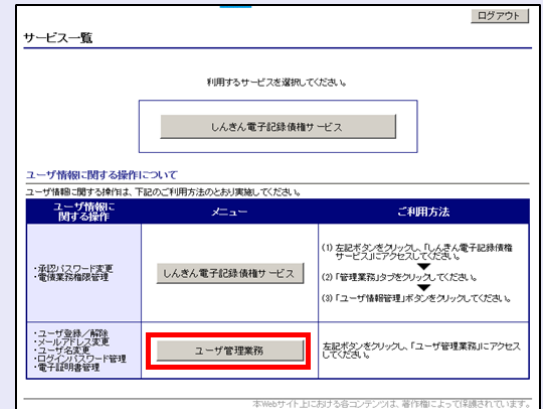 ログアウト
サービス一覧
利用するサービスを選択してください。
しんきん電子記録債権サービス
ユーザ情報に関する操作について
ユーザ情報に関する操作は、下記のご利用方法のとおり実施してください。
ユーザ情報に
関する操作
メニュー
ご利用方法
・承認パスワード変更
・電債業務権限管理
しんきん電子記録債権サービス
(1) 左記ボタンをクリックし、「しんきん電子記録債権
サービス」にアクセスしてください。
(2) 「管理業務」タブをクリックしてください。
(3) 「ユーザ情報管理」ボタンをクリックしてください。
・ユーザ登録／解除
・メールアドレス変更
・ユーザ名変更
・ログインパスワード管理
・電子証明書管理
ユーザ管理業務
左記ボタンをクリックし、「ユーザ管理業務」にアクセス
してください。
本Webサイト上における各コンテンツは、著作権によって保護されています。